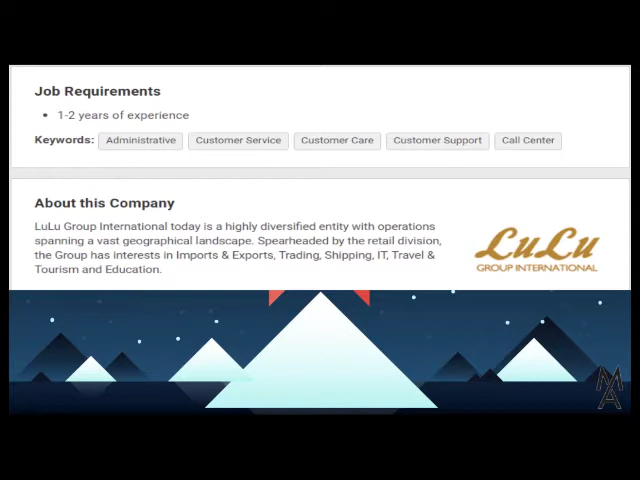 Job Requirements
• 1-2 years of experience
Keywords: Administrative Customer Service Customer Care Customer Support Call Center
About this Company
LuLu Group International today is a highly diversified entity with operations
spanning a vast geographical landscape. Spearheaded by the retail division,
the Group has interests in Imports & Exports, Trading, Shipping, IT, Travel &
Tourism and Education.
LuLu
GROUP INTERNATIONAL
MA